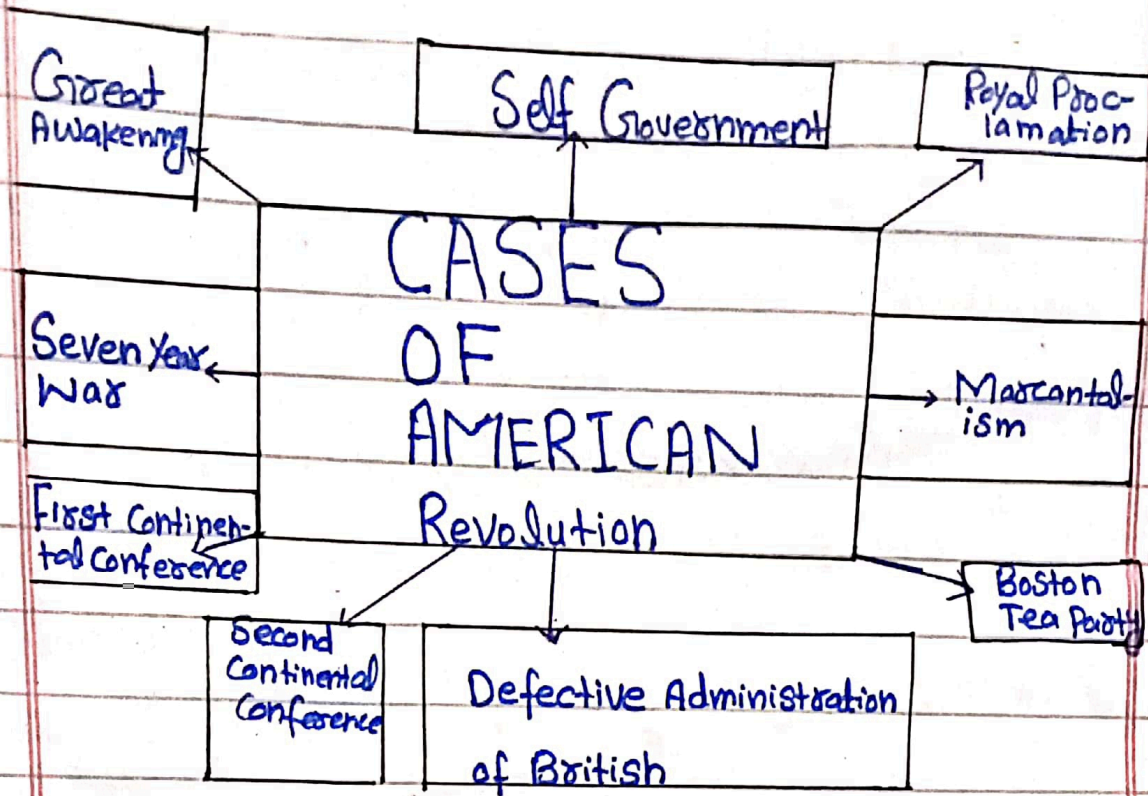 Great
Awakenng
Self Government
Royal Proc-
lamation
CASES
OF
AMERICAN
Revolution
Seven Year
War
Marcantal-
ism
First Continen-
tal Conference
Boston
Tea Party
Second
Continental
Conference
Defective Administration
of British